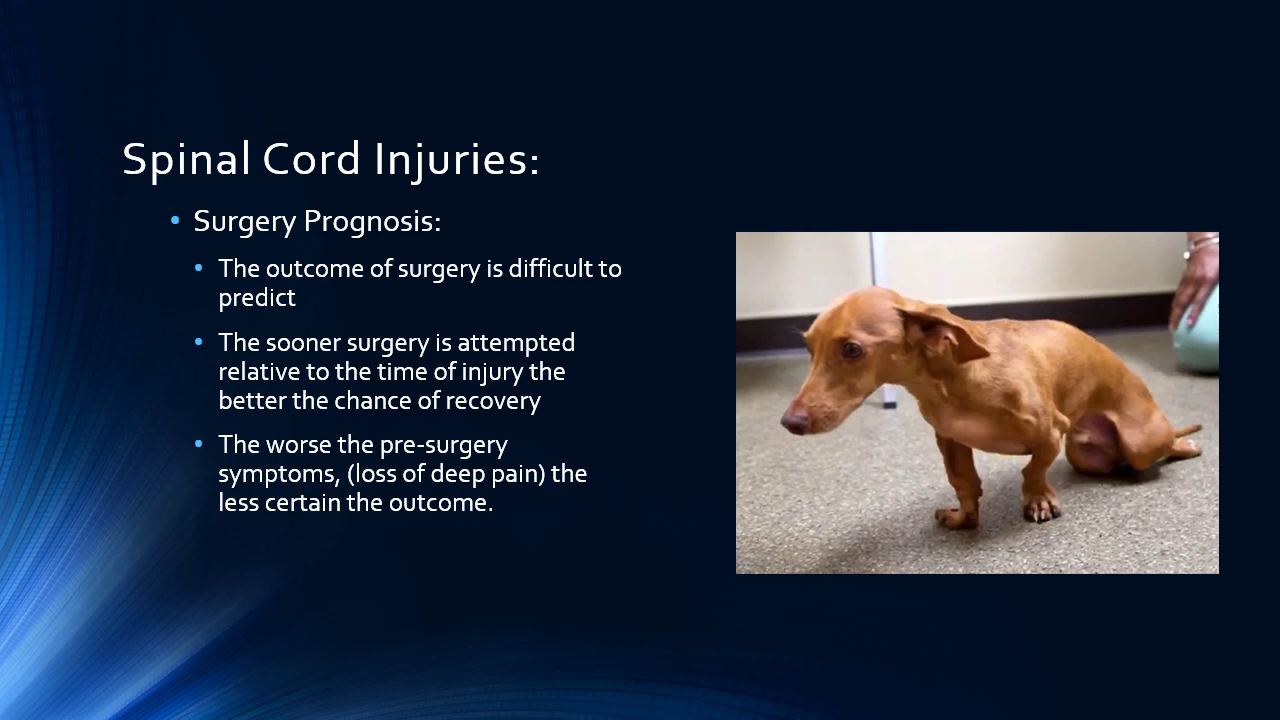 Spinal Cord Injuries:
Surgery Prognosis:
The outcome of surgery is difficult to
predict
The sooner surgery is attempted
relative to the time of injury the
better the chance of recovery
The worse the pre-surgery
symptoms, (loss of deep pain) the
less certain the outcome.